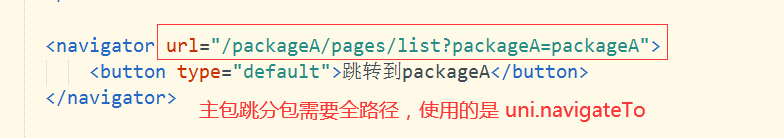 <navigator url="/packageA/pages/list?packageA=packageA">
<button type="default">跳转到packageA</button>
</navigator>
主包跳分包需要全路径，使用的是 uni.navigateTo